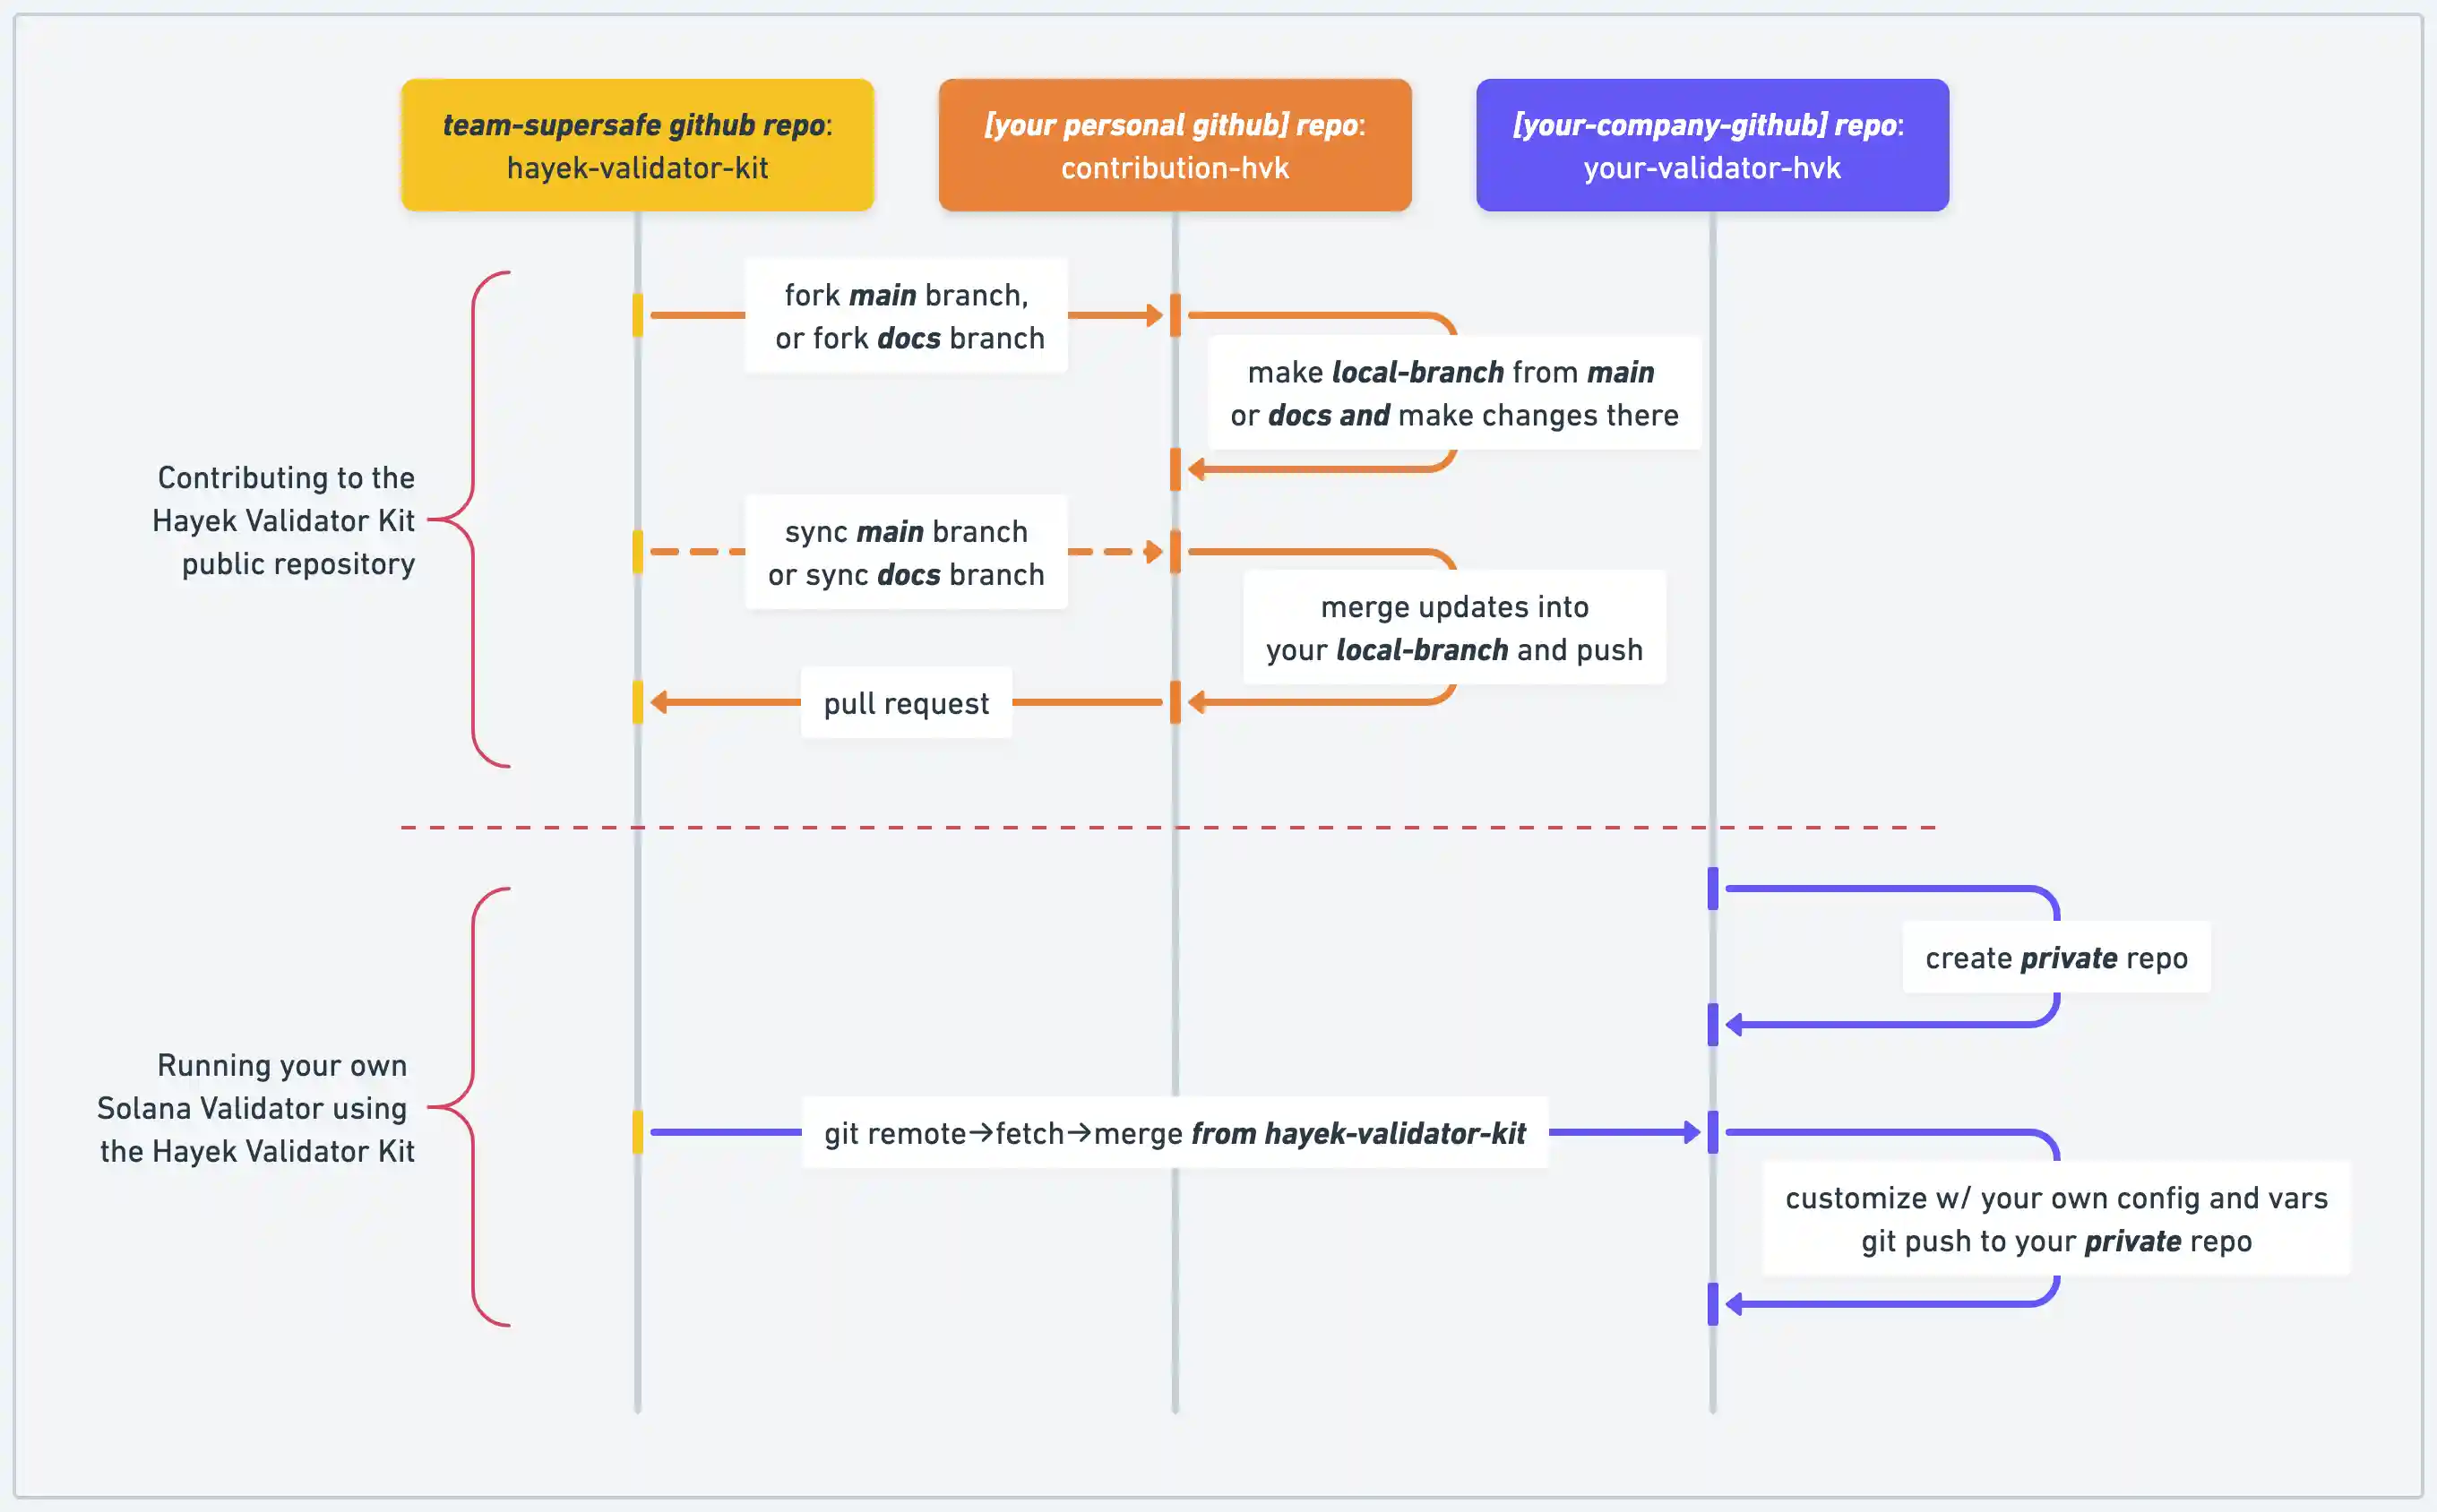 team-supersafe github repo:
hayek-validator-kit
[your personal github] repo:
contribution-hvk
[your-company-github] repo:
your-validator-hvk
Contributing to the
Hayek Validator Kit
public repository
fork main branch,
or fork docs branch
make local-branch from main
or docs and make changes there
sync main branch
or sync docs branch
merge updates into
your local-branch and push
pull request
Running your own
Solana Validator using
the Hayek Validator Kit
create private repo
git remote→fetch→merge from hayek-validator-kit
customize w/ your own config and vars
git push to your private repo